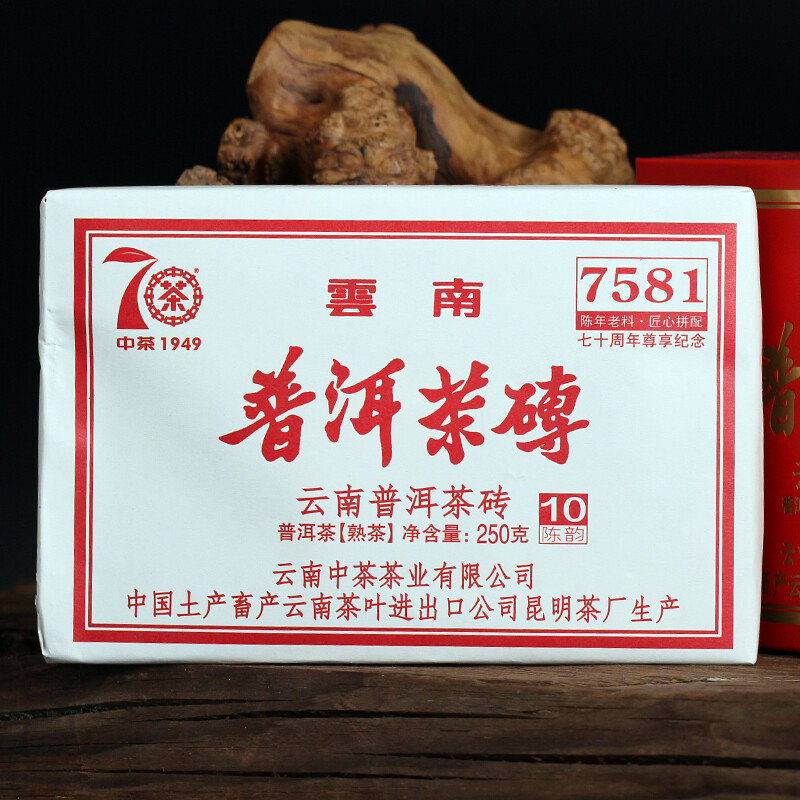 70茶®
中茶1949
雲南
7581
陈年老料·匠心拼配
七十周年尊享纪念
普洱茶磚
云南普洱茶砖
普洱茶【熟茶】净含量:250克
10
陈韵
云南中茶茶业有限公司
中国土产畜产云南茶叶进出口公司昆明茶厂生产
普